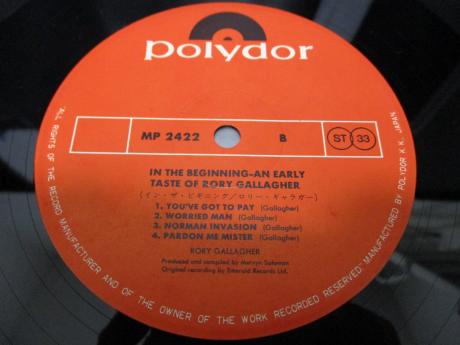 polydor
MP 2422 B ST 33
IN THE BEGINNING-AN EARLY
TASTE OF RORY GALLAGHER
(イン・ザ・ビギニング/ロリー・ギャラガー)
1. YOU'VE GOT TO PAY (Gallagher)
2. WORRIED MAN (Gallagher)
3. NORMAN INVASION (Gallagher)
4. PARDON ME MISTER (Gallagher)
RORY GALLAGHER
Produced and compiled by Mervyn Solomon
Original recording by Emerald Records Ltd.
"ALL RIGHTS OF THE RECORD MANUFACTURER AND OF THE OWNER OF THE WORK RECORDED RESERVED" MANUFACTURED BY POLYDOR K.K. JAPAN.